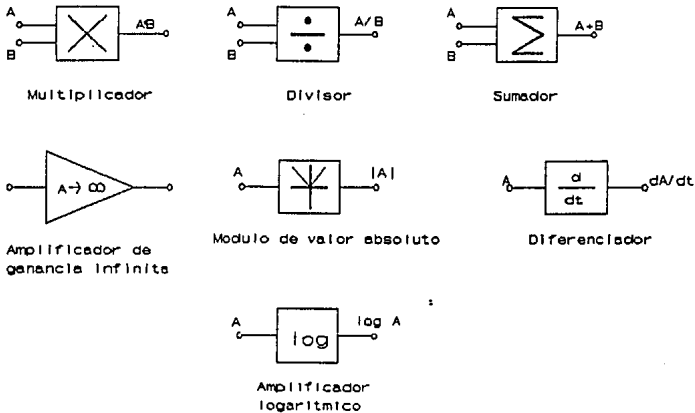 A
B
A*B
Multiplicador
A
B
A/B
Divisor
A
B
A+B
Sumador
A→ ∞
Amplificador de
ganancia infinita
A
|A|
Modulo de valor absoluto
A
d
dt
dA/dt
Diferenciador
A
log
log A
Amplificador
logaritmico